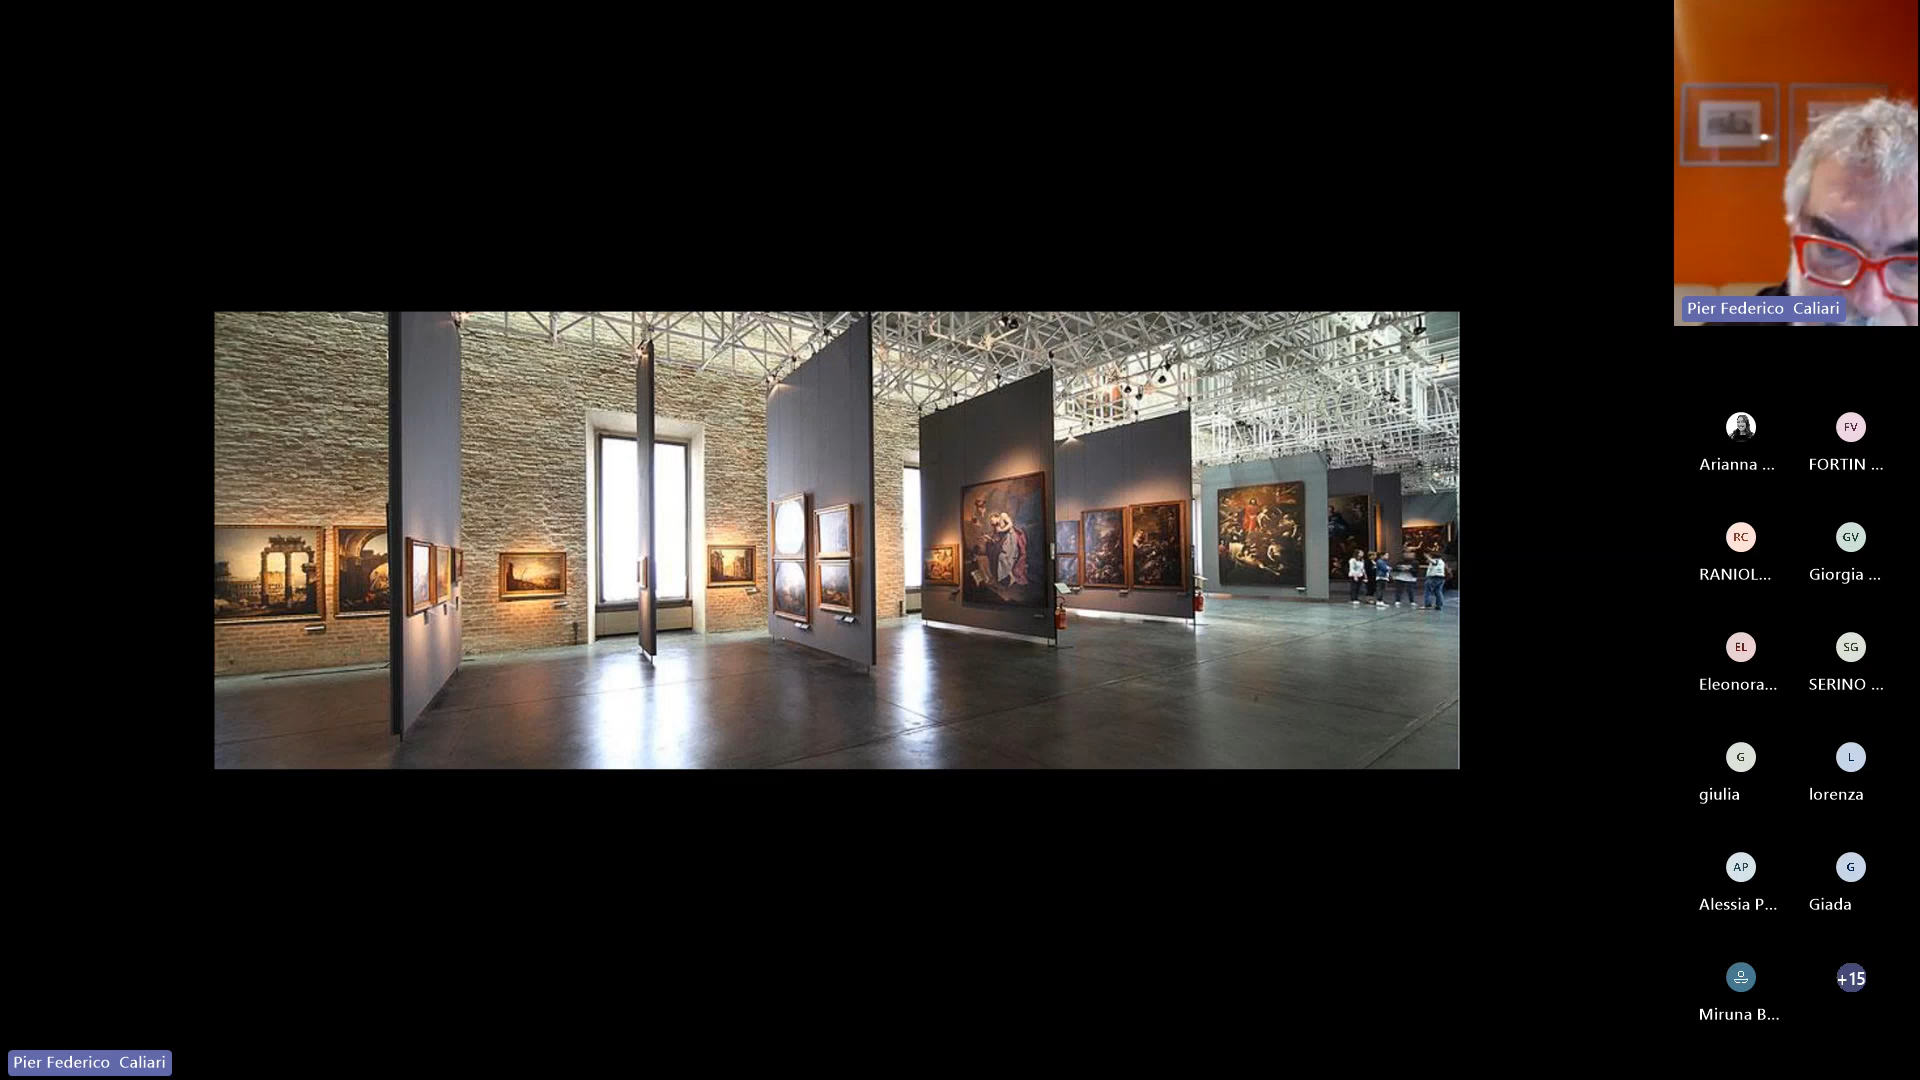 Pier Federico Caliari
FV
Arianna ...
FORTIN ...
RC
GV
RANIOL...
Giorgia ...
EL
SG
Eleonora...
SERINO ...
G
L
giulia
lorenza
AP
G
Alessia P...
Giada
+15
Miruna B...
Pier Federico Caliari